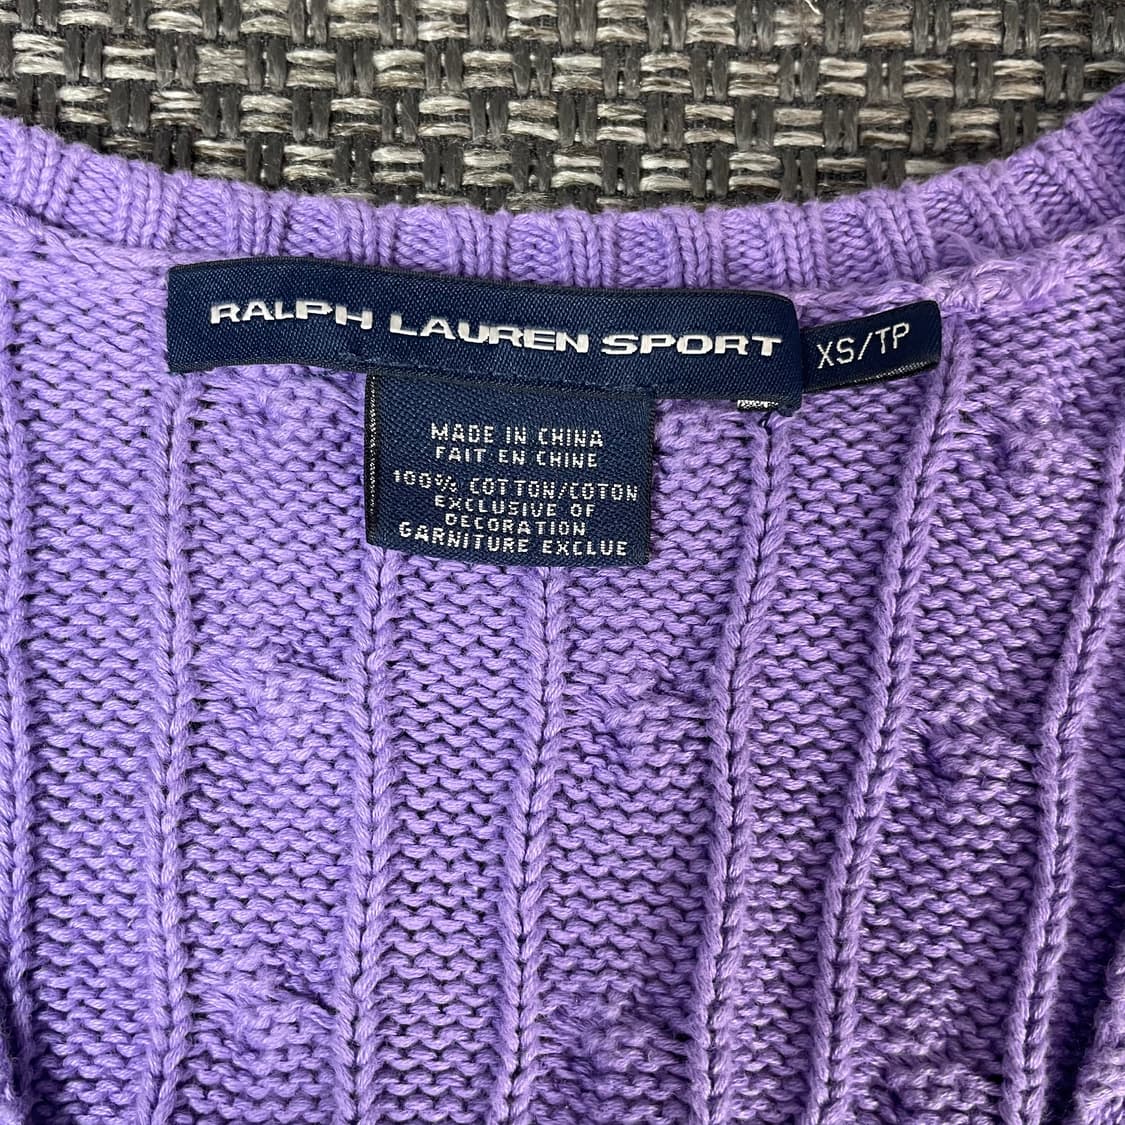 RALPH LAUREN SPORT
XS/TP
MADE IN CHINA
FAIT EN CHINE
100% COTTON/COTON
EXCLUSIVE OF
DECORATION
GARNITURE EXCLUE